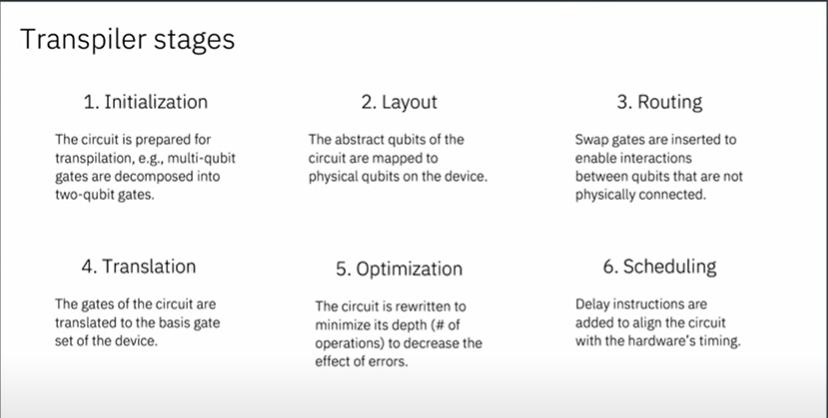 Transpiler stages
1. Initialization
The circuit is prepared for
transpilation, e.g., multi-qubit
gates are decomposed into
two-qubit gates.
2. Layout
The abstract qubits of the
circuit are mapped to
physical qubits on the device.
3. Routing
Swap gates are inserted to
enable interactions
between qubits that are not
physically connected.
4. Translation
The gates of the circuit are
translated to the basis gate
set of the device.
5. Optimization
The circuit is rewritten to
minimize its depth (# of
operations) to decrease the
effect of errors.
6. Scheduling
Delay instructions are
added to align the circuit
with the hardware's timing.